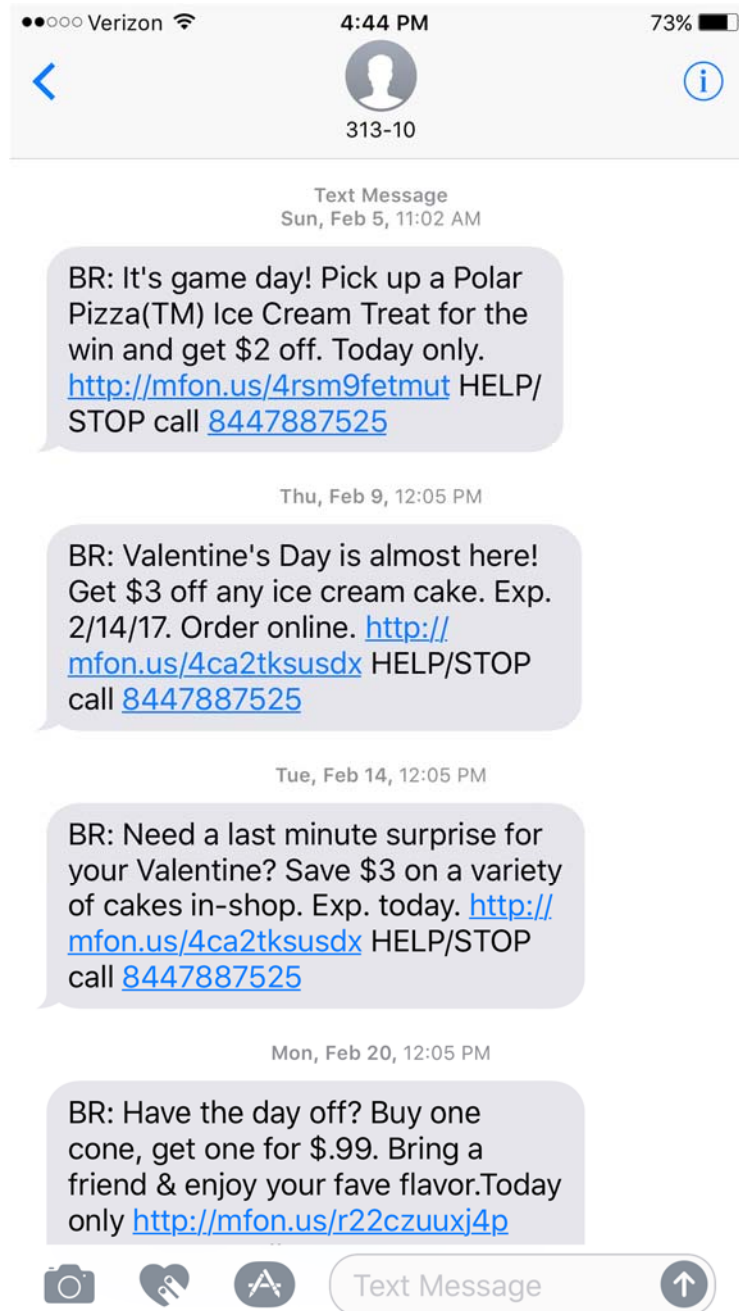 Verizon 4:44 PM 73%
313-10
Text Message
Sun, Feb 5, 11:02 AM
BR: It's game day! Pick up a Polar
Pizza(TM) Ice Cream Treat for the
win and get $2 off. Today only.
http://mfon.us/4rsm9fetmut HELP/
STOP call 8447887525
Thu, Feb 9, 12:05 PM
BR: Valentine's Day is almost here!
Get $3 off any ice cream cake. Exp.
2/14/17. Order online. http://
mfon.us/4ca2tksusdx HELP/STOP
call 8447887525
Tue, Feb 14, 12:05 PM
BR: Need a last minute surprise for
your Valentine? Save $3 on a variety
of cakes in-shop. Exp. today. http://
mfon.us/4ca2tksusdx HELP/STOP
call 8447887525
Mon, Feb 20, 12:05 PM
BR: Have the day off? Buy one
cone, get one for $.99. Bring a
friend & enjoy your fave flavor.Today
only http://mfon.us/r22czuuxj4p
Text Message